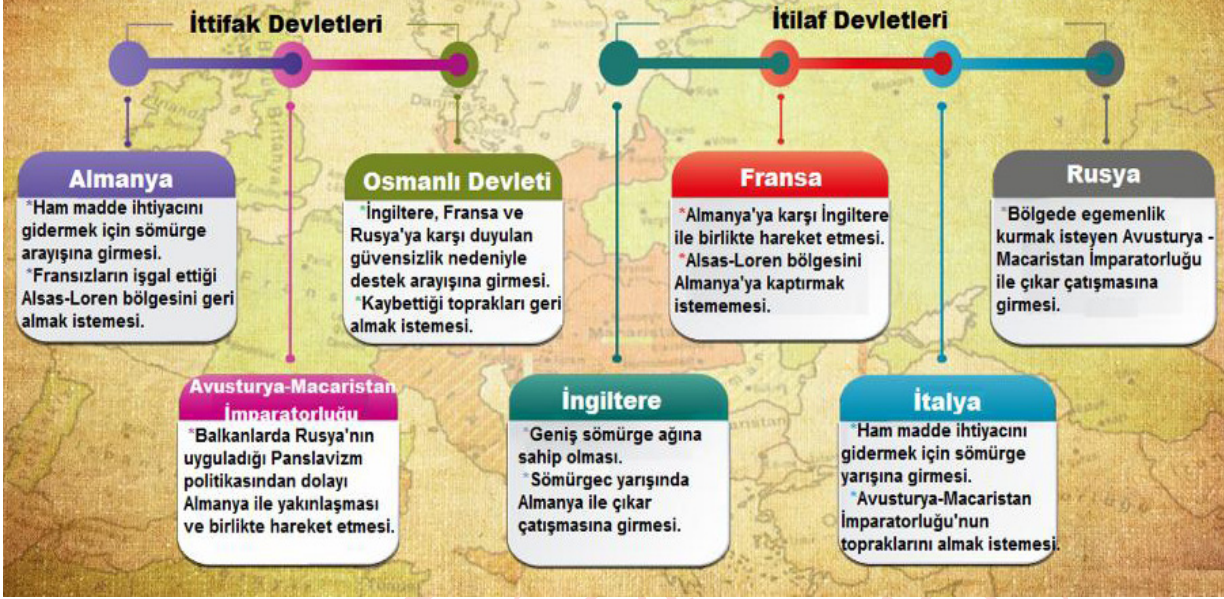 İttifak Devletleri
İtilaf Devletleri
Almanya
*Ham madde ihtiyacını
gidermek için sömürge
arayışına girmesi.
*Fransızların işgal ettiği
Alsas-Loren bölgesini geri
almak istemesi.
Osmanlı Devleti
*İngiltere, Fransa ve
Rusya'ya karşı duyulan
güvensizlik nedeniyle
destek arayışına girmesi.
*Kaybettiği toprakları geri
almak istemesi.
Fransa
*Almanya'ya karşı İngiltere
ile birlikte hareket etmesi.
*Alsas-Loren bölgesini
Almanya'ya kaptırmak
istememesi.
Rusya
*Bölgede egemenlik
kurmak isteyen Avusturya -
Macaristan İmparatorluğu
ile çıkar çatışmasına
girmesi.
Avusturya-Macaristan
İmparatorluğu
*Balkanlarda Rusya'nın
uyguladığı Panslavizm
politikasından dolayı
Almanya ile yakınlaşması
ve birlikte hareket etmesi.
İngiltere
*Geniş sömürge ağına
sahip olması.
*Sömürgec yarışında
Almanya ile çıkar
çatışmasına girmesi.
İtalya
*Ham madde ihtiyacını
gidermek için sömürge
yarışına girmesi.
*Avusturya-Macaristan
İmparatorluğu'nun
topraklarını almak istemesi.